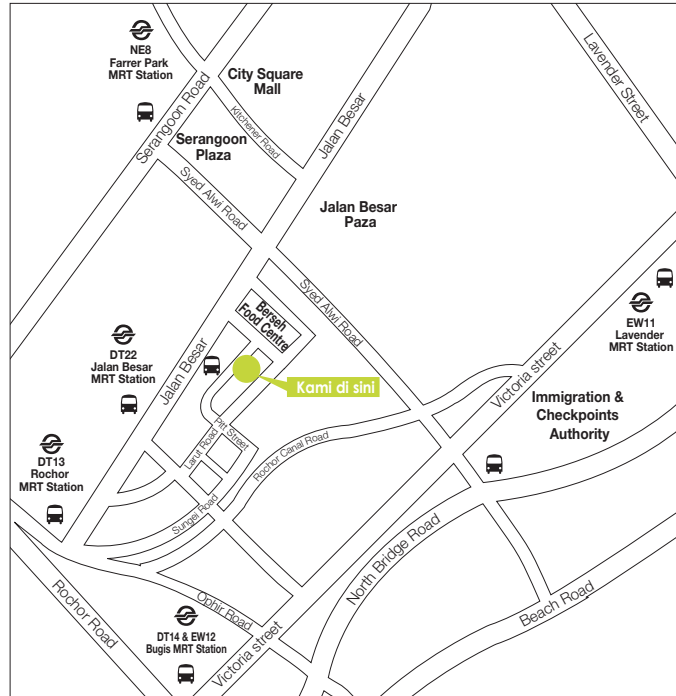 NE8
Farrer Park
MRT Station
City Square
Mall
Lavender Street
Serangoon Road
Kitchener Road
Jalan Besar
Serangoon
Plaza
Syed Alwi Road
Jalan Besar
Paza
Berseh
Food Centre
Syed Alwi Road
EW11
Lavender
MRT Station
DT22
Jalan Besar
MRT Station
Jalan Besar
Kami di sini
Victoria street
Immigration &
Checkpoints
Authority
Pitt Street
Larut Road
Rochor Canal Road
DT13
Rochor
MRT Station
Sungei Road
North Bridge Road
Beach Road
Rochor Road
Ophir Road
DT14 & EW12
Bugis MRT Station
Victoria street